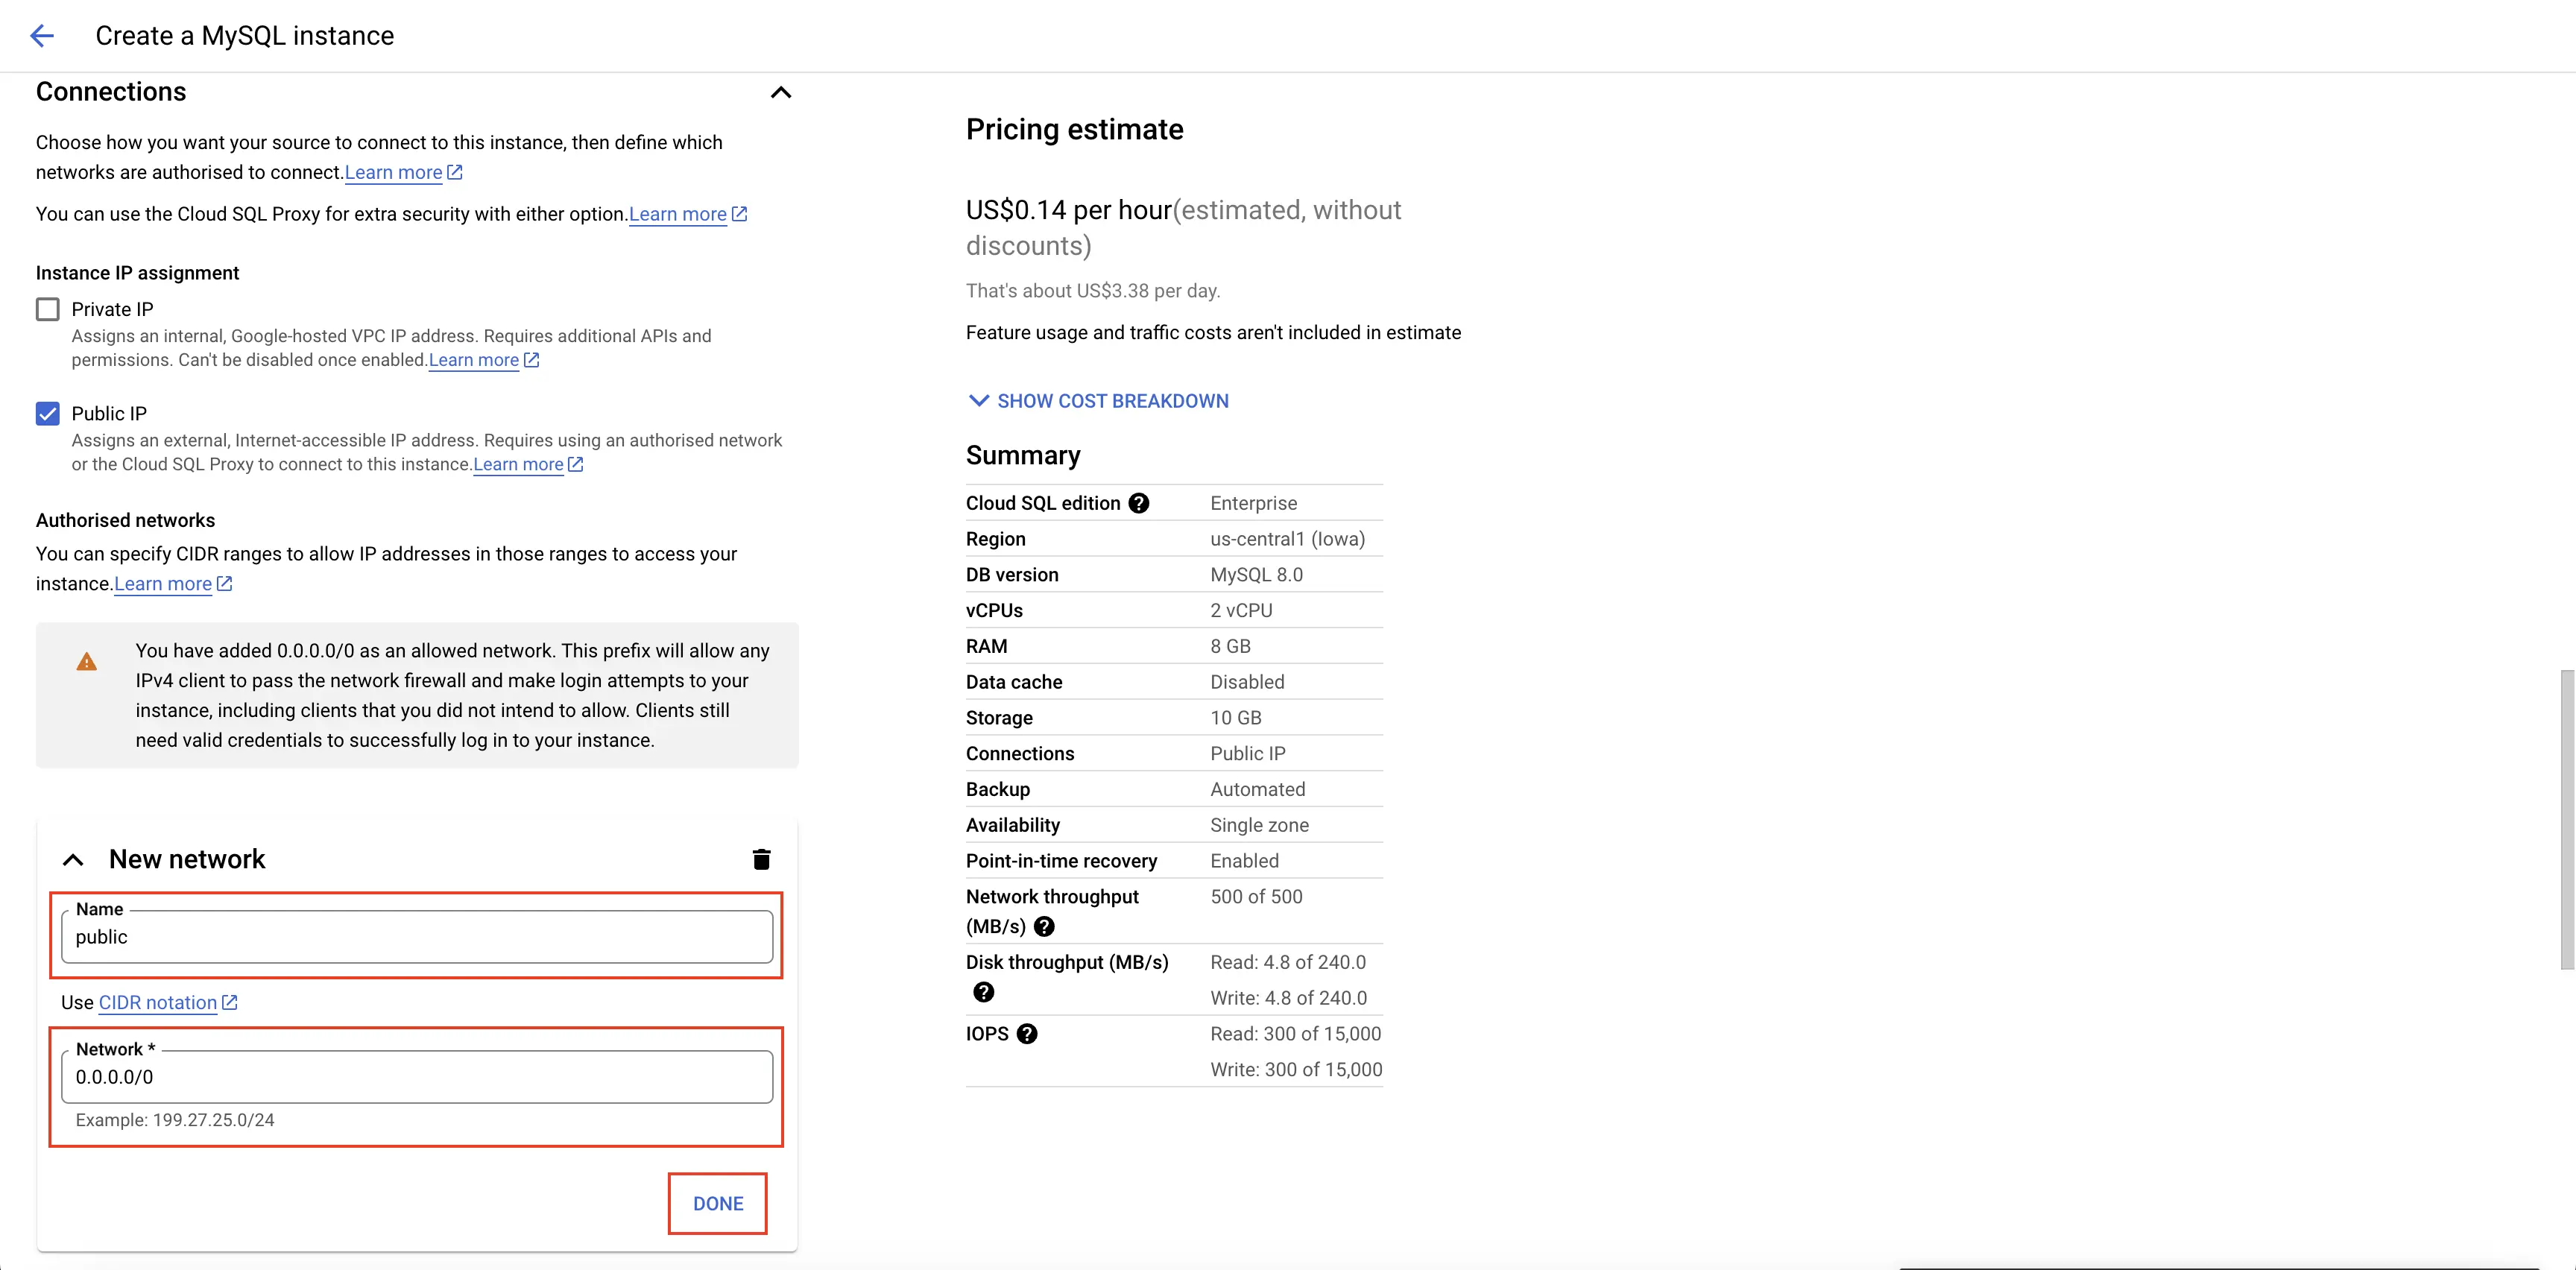 Create a MySQL instance
Connections
Choose how you want your source to connect to this instance, then define which
networks are authorised to connect.Learn more
You can use the Cloud SQL Proxy for extra security with either option.Learn more
Instance IP assignment
Private IP
Assigns an internal, Google-hosted VPC IP address. Requires additional APIs and
permissions. Can't be disabled once enabled.Learn more
Public IP
Assigns an external, Internet-accessible IP address. Requires using an authorised network
or the Cloud SQL Proxy to connect to this instance.Learn more
Authorised networks
You can specify CIDR ranges to allow IP addresses in those ranges to access your
instance.Learn more
You have added 0.0.0.0/0 as an allowed network. This prefix will allow any
IPv4 client to pass the network firewall and make login attempts to your
instance, including clients that you did not intend to allow. Clients still
need valid credentials to successfully log in to your instance.
New network
Name
public
Use CIDR notation
Network *
0.0.0.0/0
Example: 199.27.25.0/24
DONE
Pricing estimate
US$0.14 per hour(estimated, without
discounts)
That's about US$3.38 per day.
Feature usage and traffic costs aren't included in estimate
SHOW COST BREAKDOWN
Summary
Cloud SQL edition Enterprise
Region us-central1 (Iowa)
DB version MySQL 8.0
vCPUs 2 vCPU
RAM 8 GB
Data cache Disabled
Storage 10 GB
Connections Public IP
Backup Automated
Availability Single zone
Point-in-time recovery Enabled
Network throughput 500 of 500
(MB/s)
Disk throughput (MB/s) Read: 4.8 of 240.0
Write: 4.8 of 240.0
IOPS Read: 300 of 15,000
Write: 300 of 15,000